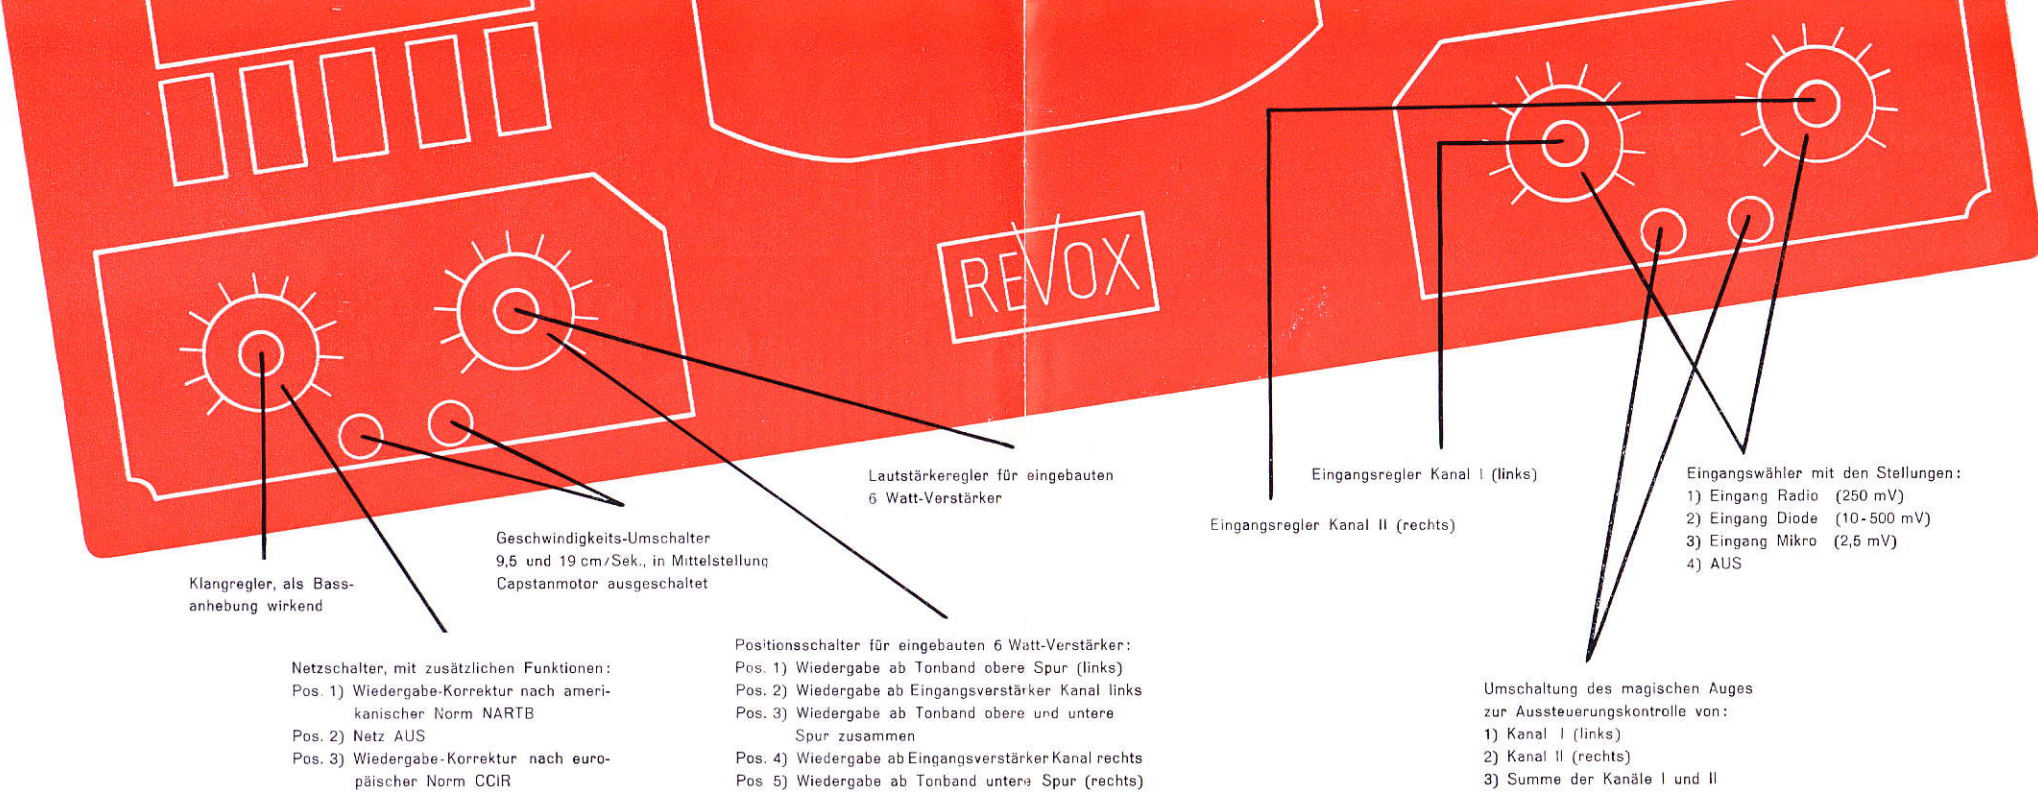 REVOX
Lautstärkeregler für eingebauten
6 Watt-Verstärker
Eingangsregler Kanal I (links)
Eingangsregler Kanal II (rechts)
Eingangswähler mit den Stellungen:
1) Eingang Radio (250 mV)
2) Eingang Diode (10-500 mV)
3) Eingang Mikro (2,5 mV)
4) AUS
Geschwindigkeits-Umschalter
9,5 und 19 cm/Sek., in Mittelstellung
Capstanmotor ausgeschaltet
Klangregler, als Bass-
anhebung wirkend
Netzschalter, mit zusätzlichen Funktionen:
Pos. 1) Wiedergabe-Korrektur nach ameri-
kanischer Norm NARTB
Pos. 2) Netz AUS
Pos. 3) Wiedergabe-Korrektur nach euro-
päischer Norm CCIR
Positionsschalter für eingebauten 6 Watt-Verstärker:
Pos. 1) Wiedergabe ab Tonband obere Spur (links)
Pos. 2) Wiedergabe ab Eingangsverstärker Kanal links
Pos. 3) Wiedergabe ab Tonband obere und untere
Spur zusammen
Pos. 4) Wiedergabe ab Eingangsverstärker Kanal rechts
Pos 5) Wiedergabe ab Tonband untere Spur (rechts)
Umschaltung des magischen Auges
zur Aussteuerungskontrolle von:
1) Kanal I (links)
2) Kanal II (rechts)
3) Summe der Kanäle I und II